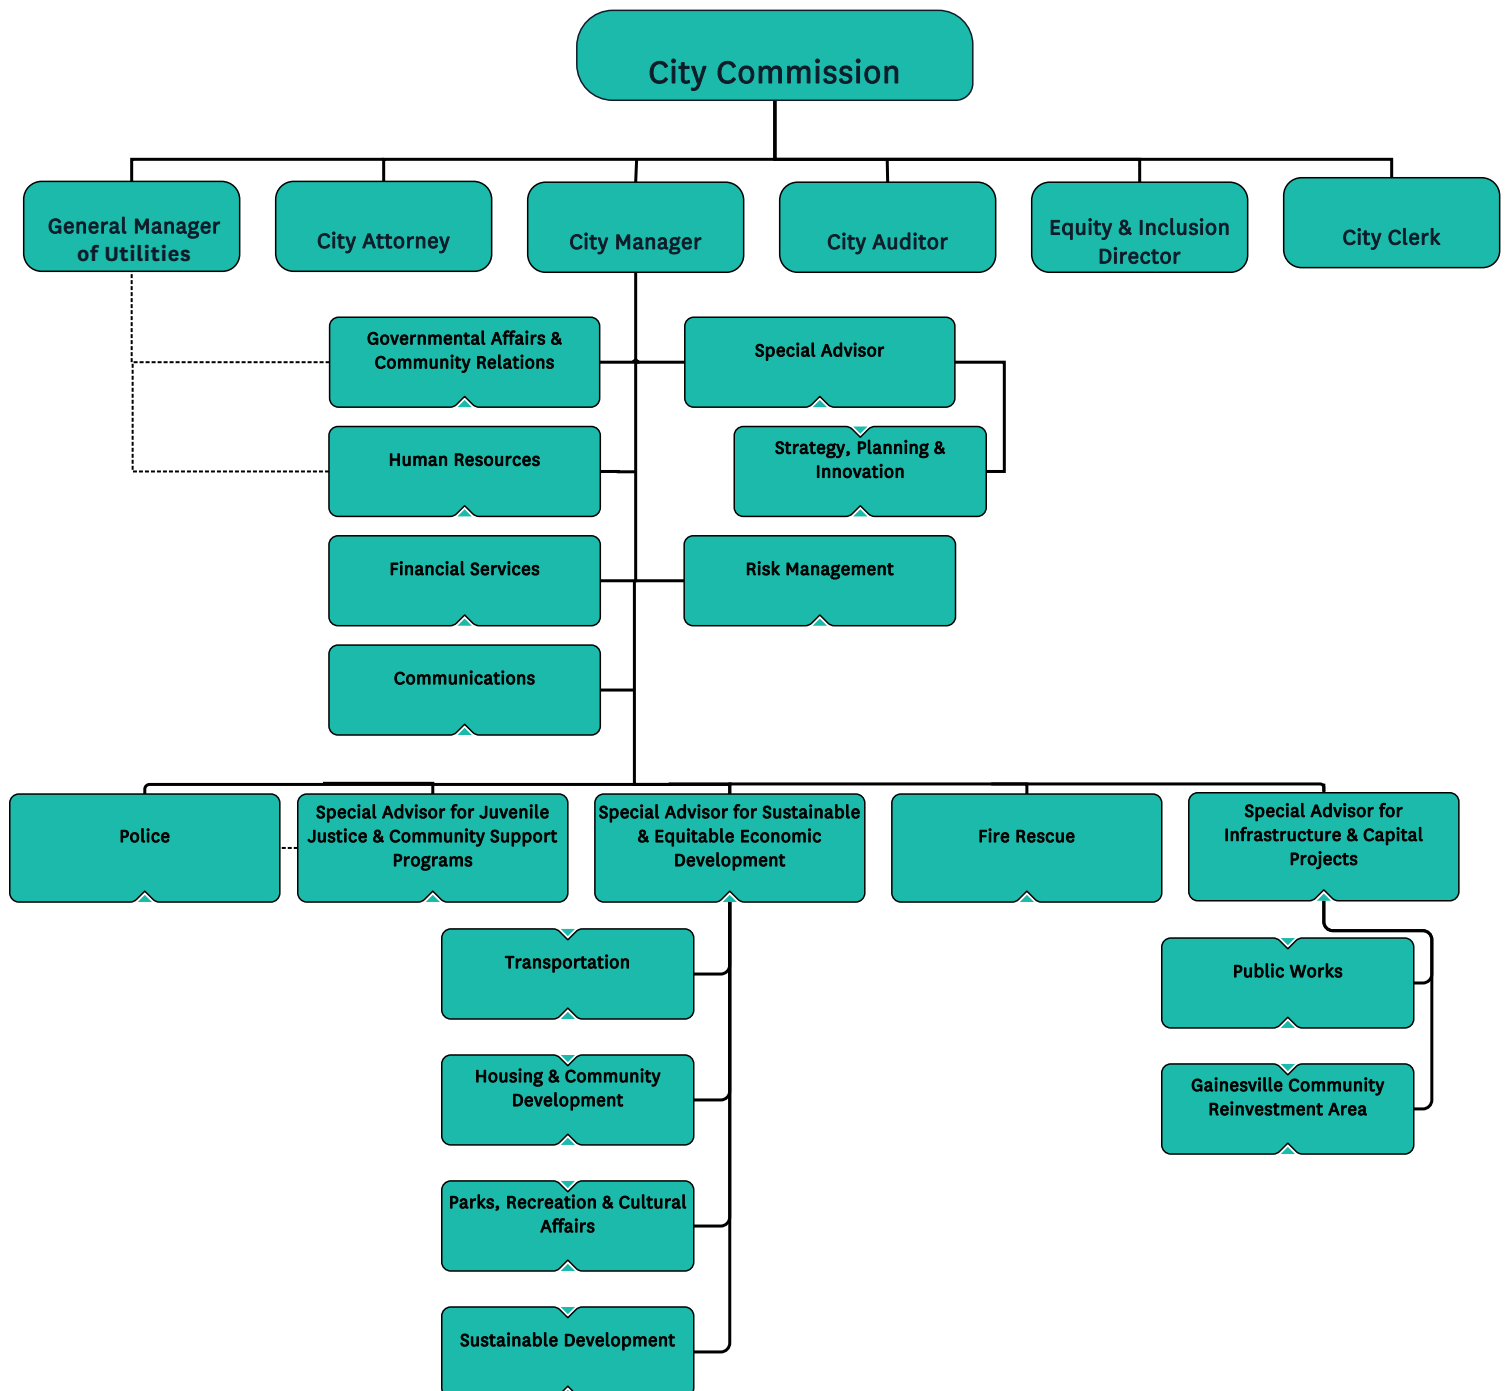 City Commission
General Manager
of Utilities
City Attorney
City Manager
City Auditor
Equity & Inclusion
Director
City Clerk
Governmental Affairs &
Community Relations
Special Advisor
Human Resources
Strategy, Planning &
Innovation
Financial Services
Risk Management
Communications
Police
Special Advisor for Juvenile
Justice & Community Support
Programs
Special Advisor for Sustainable
& Equitable Economic
Development
Fire Rescue
Special Advisor for
Infrastructure & Capital
Projects
Transportation
Public Works
Housing & Community
Development
Gainesville Community
Reinvestment Area
Parks, Recreation & Cultural
Affairs
Sustainable Development